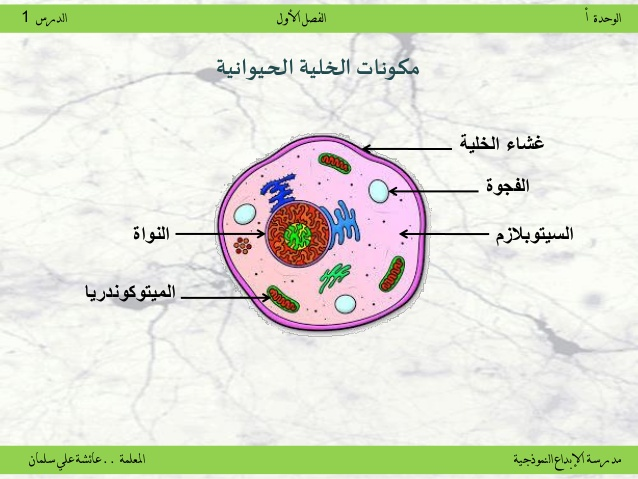 الوحدة أ
الفصل الأول
الدرس 1
مكونات الخلية الحيوانية
غشاء الخلية
الفجوة
السيتوبلازم
النواة
الميتوكوندريا
مدرسة الإبداع النموذجية
المعلمة . . عائشة علي سلمان